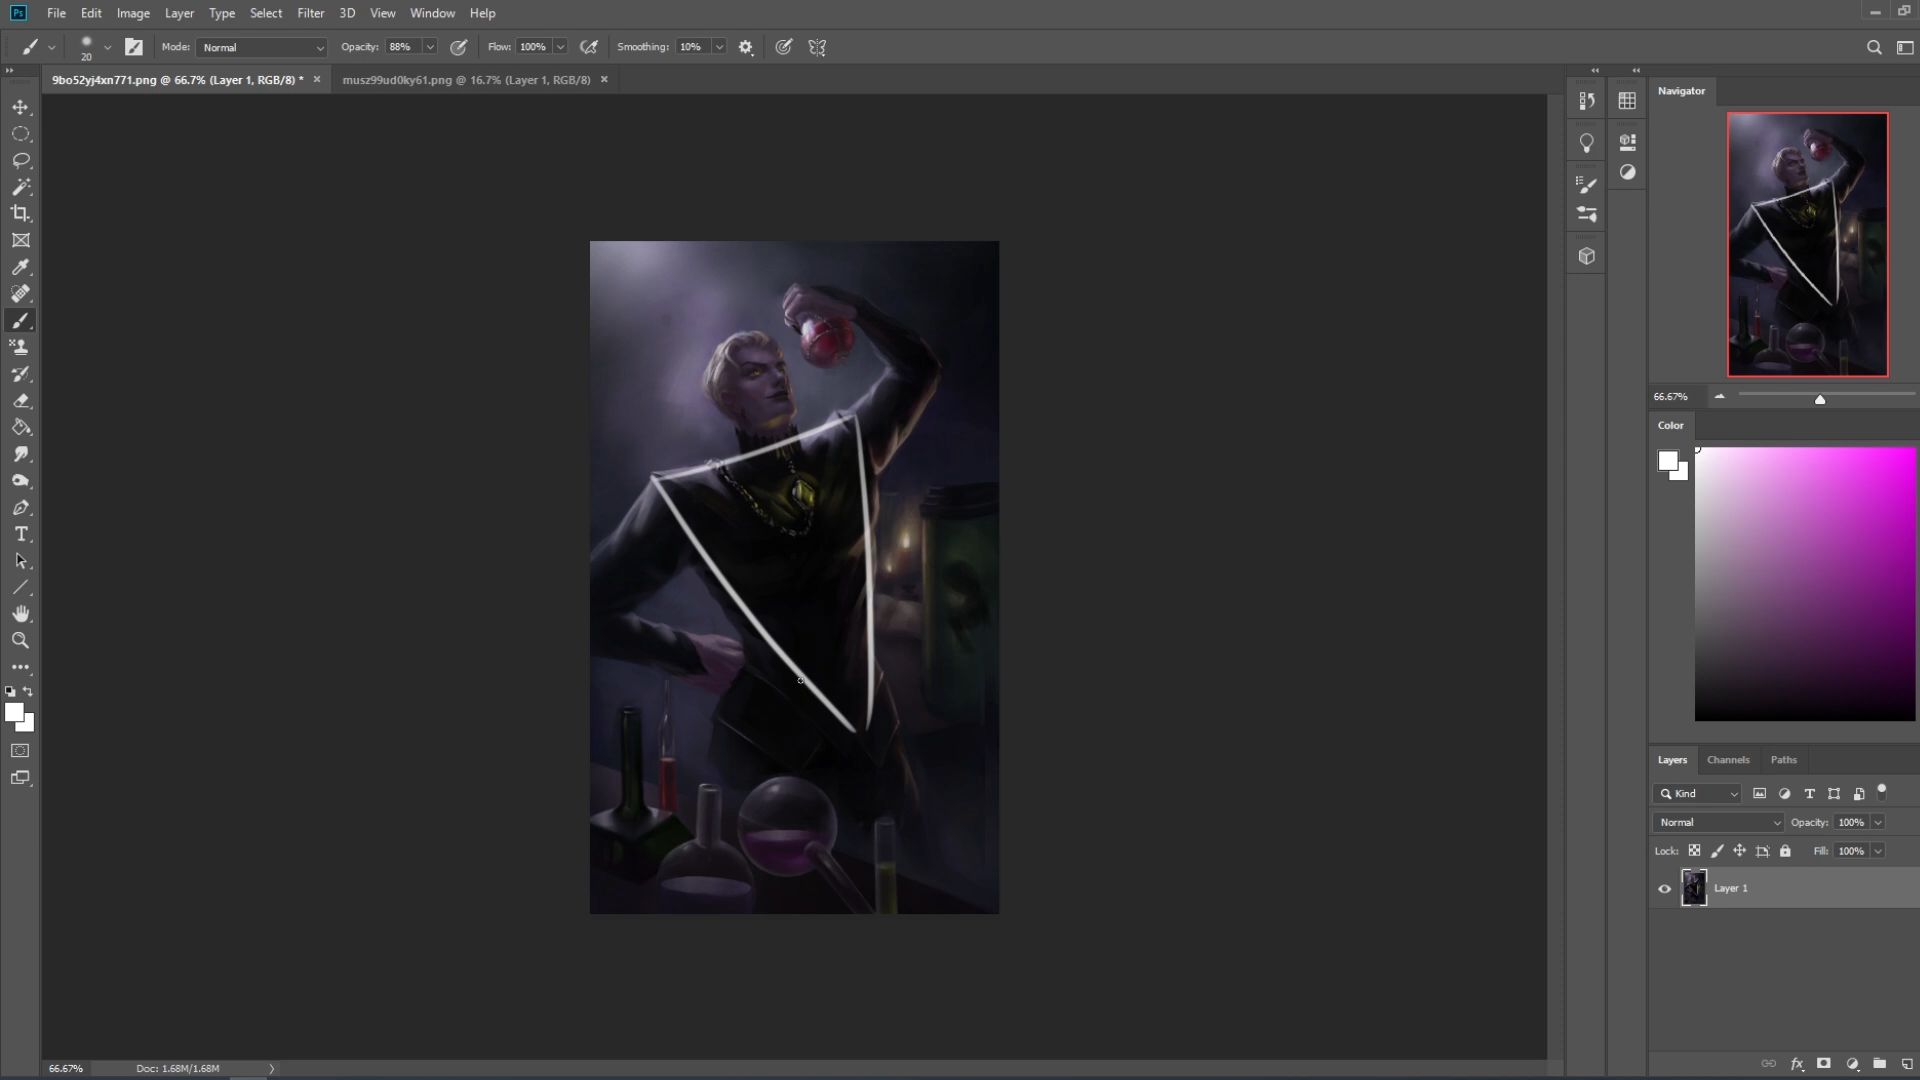 Ps File Edit Image Layer Type Select Filter 3D View Window Help
20 Mode: Normal Opacity: 88% Flow: 100% Smoothing: 10%
9bo52yj4xn771.png @ 66.7% (Layer 1, RGB/8) * × musz99ud0ky61.png @ 16.7% (Layer 1, RGB/8) ×
Navigator
66.67%
Color
Layers Channels Paths
Kind
Normal Opacity: 100%
Lock: Fill: 100%
Layer 1
fx
66.67% Doc: 1.68M/1.68M